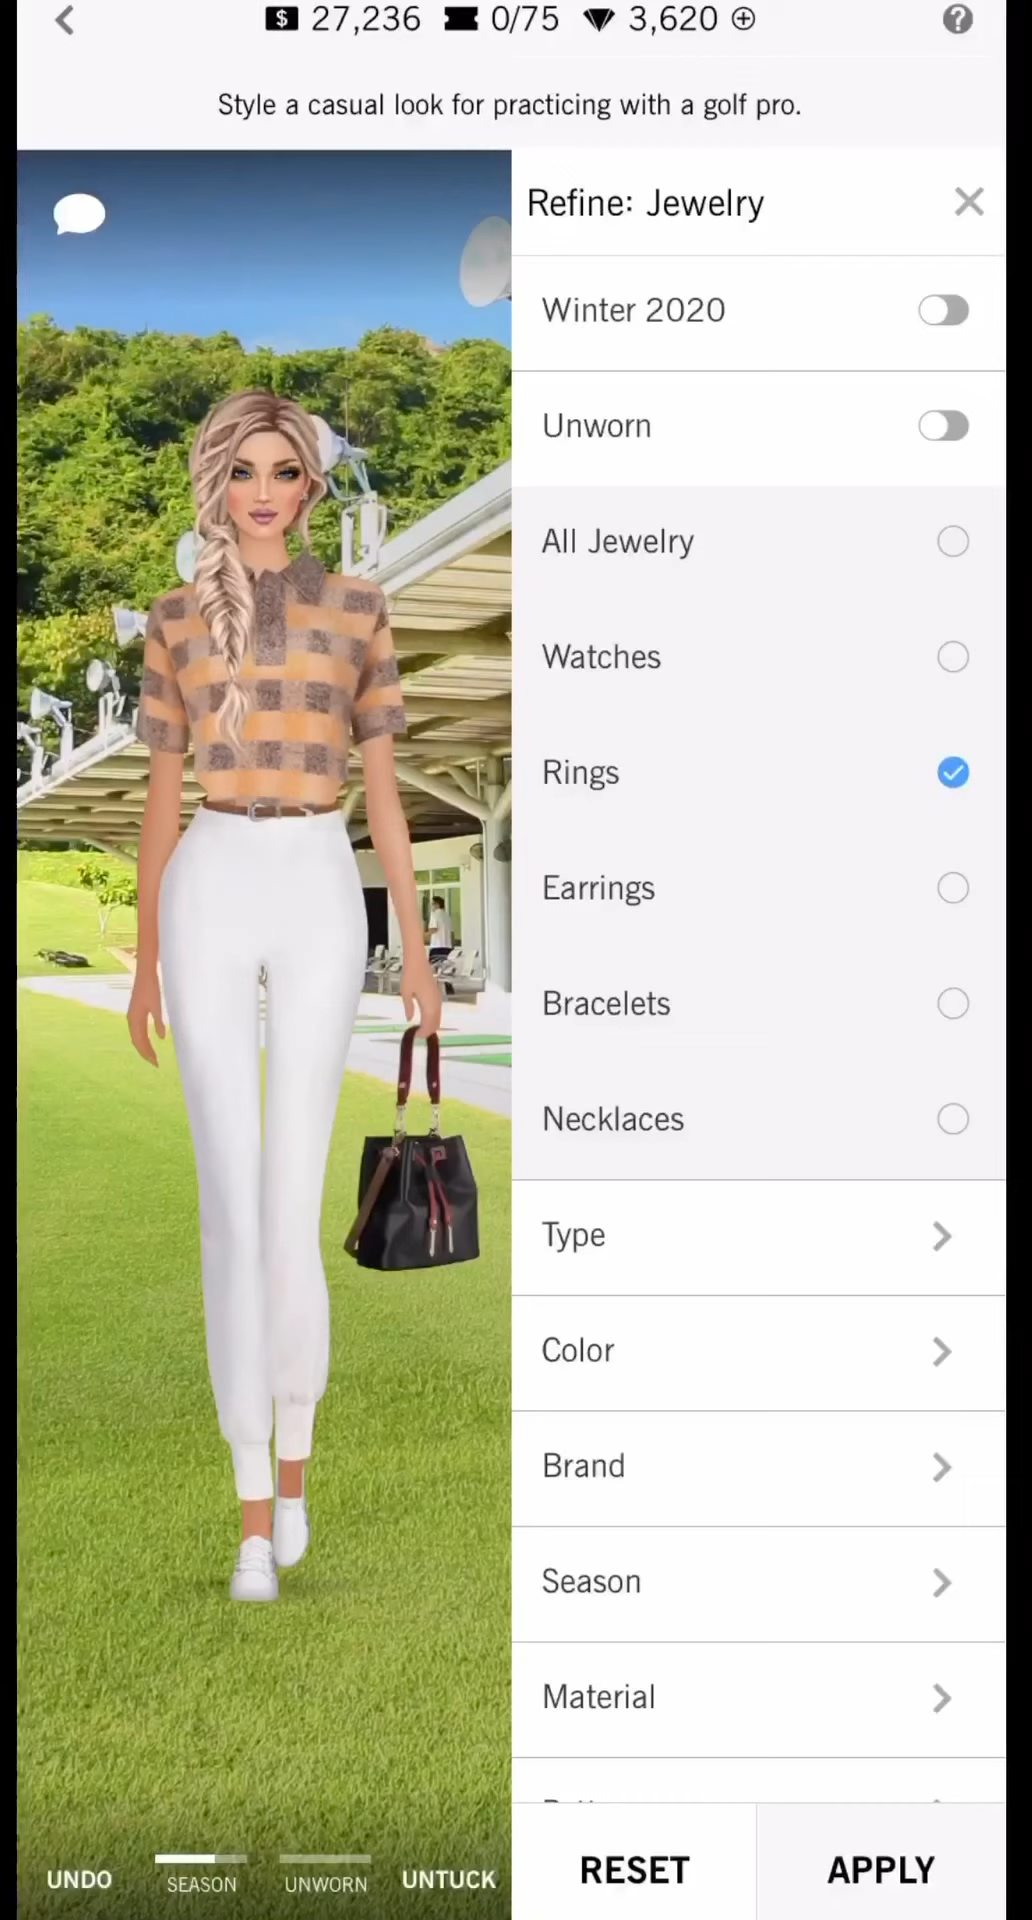 $ 27,236 0/75 3,620
Style a casual look for practicing with a golf pro.
Refine: Jewelry
Winter 2020
Unworn
All Jewelry
Watches
Rings
Earrings
Bracelets
Necklaces
Type
Color
Brand
Season
Material
UNDO SEASON UNWORN UNTUCK
RESET APPLY